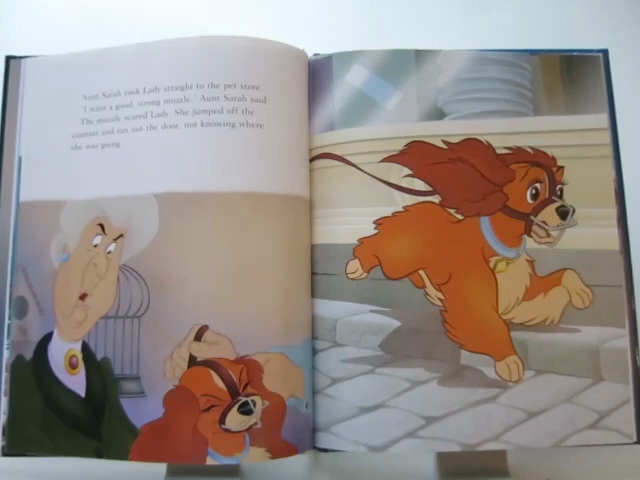 Aunt Sarah took Lady straight to the pet store.
"I want a good, strong muzzle," Aunt Sarah said.
The muzzle scared Lady. She jumped off the
counter and ran out the door, not knowing where
she was going.